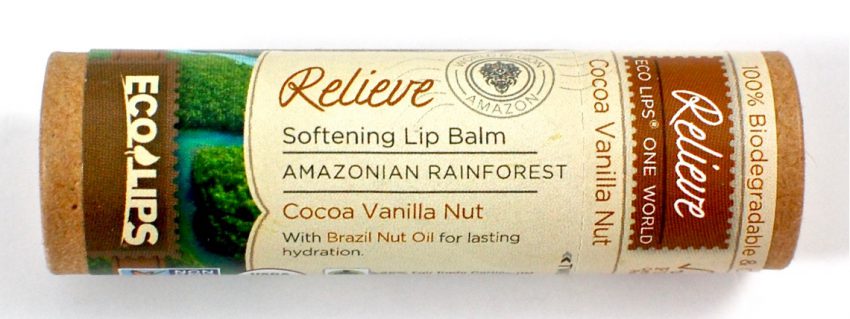 ECO LIPS
Relieve
AMAZON
Softening Lip Balm
AMAZONIAN RAINFOREST
Cocoa Vanilla Nut
With Brazil Nut Oil for lasting
hydration.
NON
Cocoa Vanilla Nut
ECO LIPS® ONE WORLD
Relieve
100% Biodegradable &